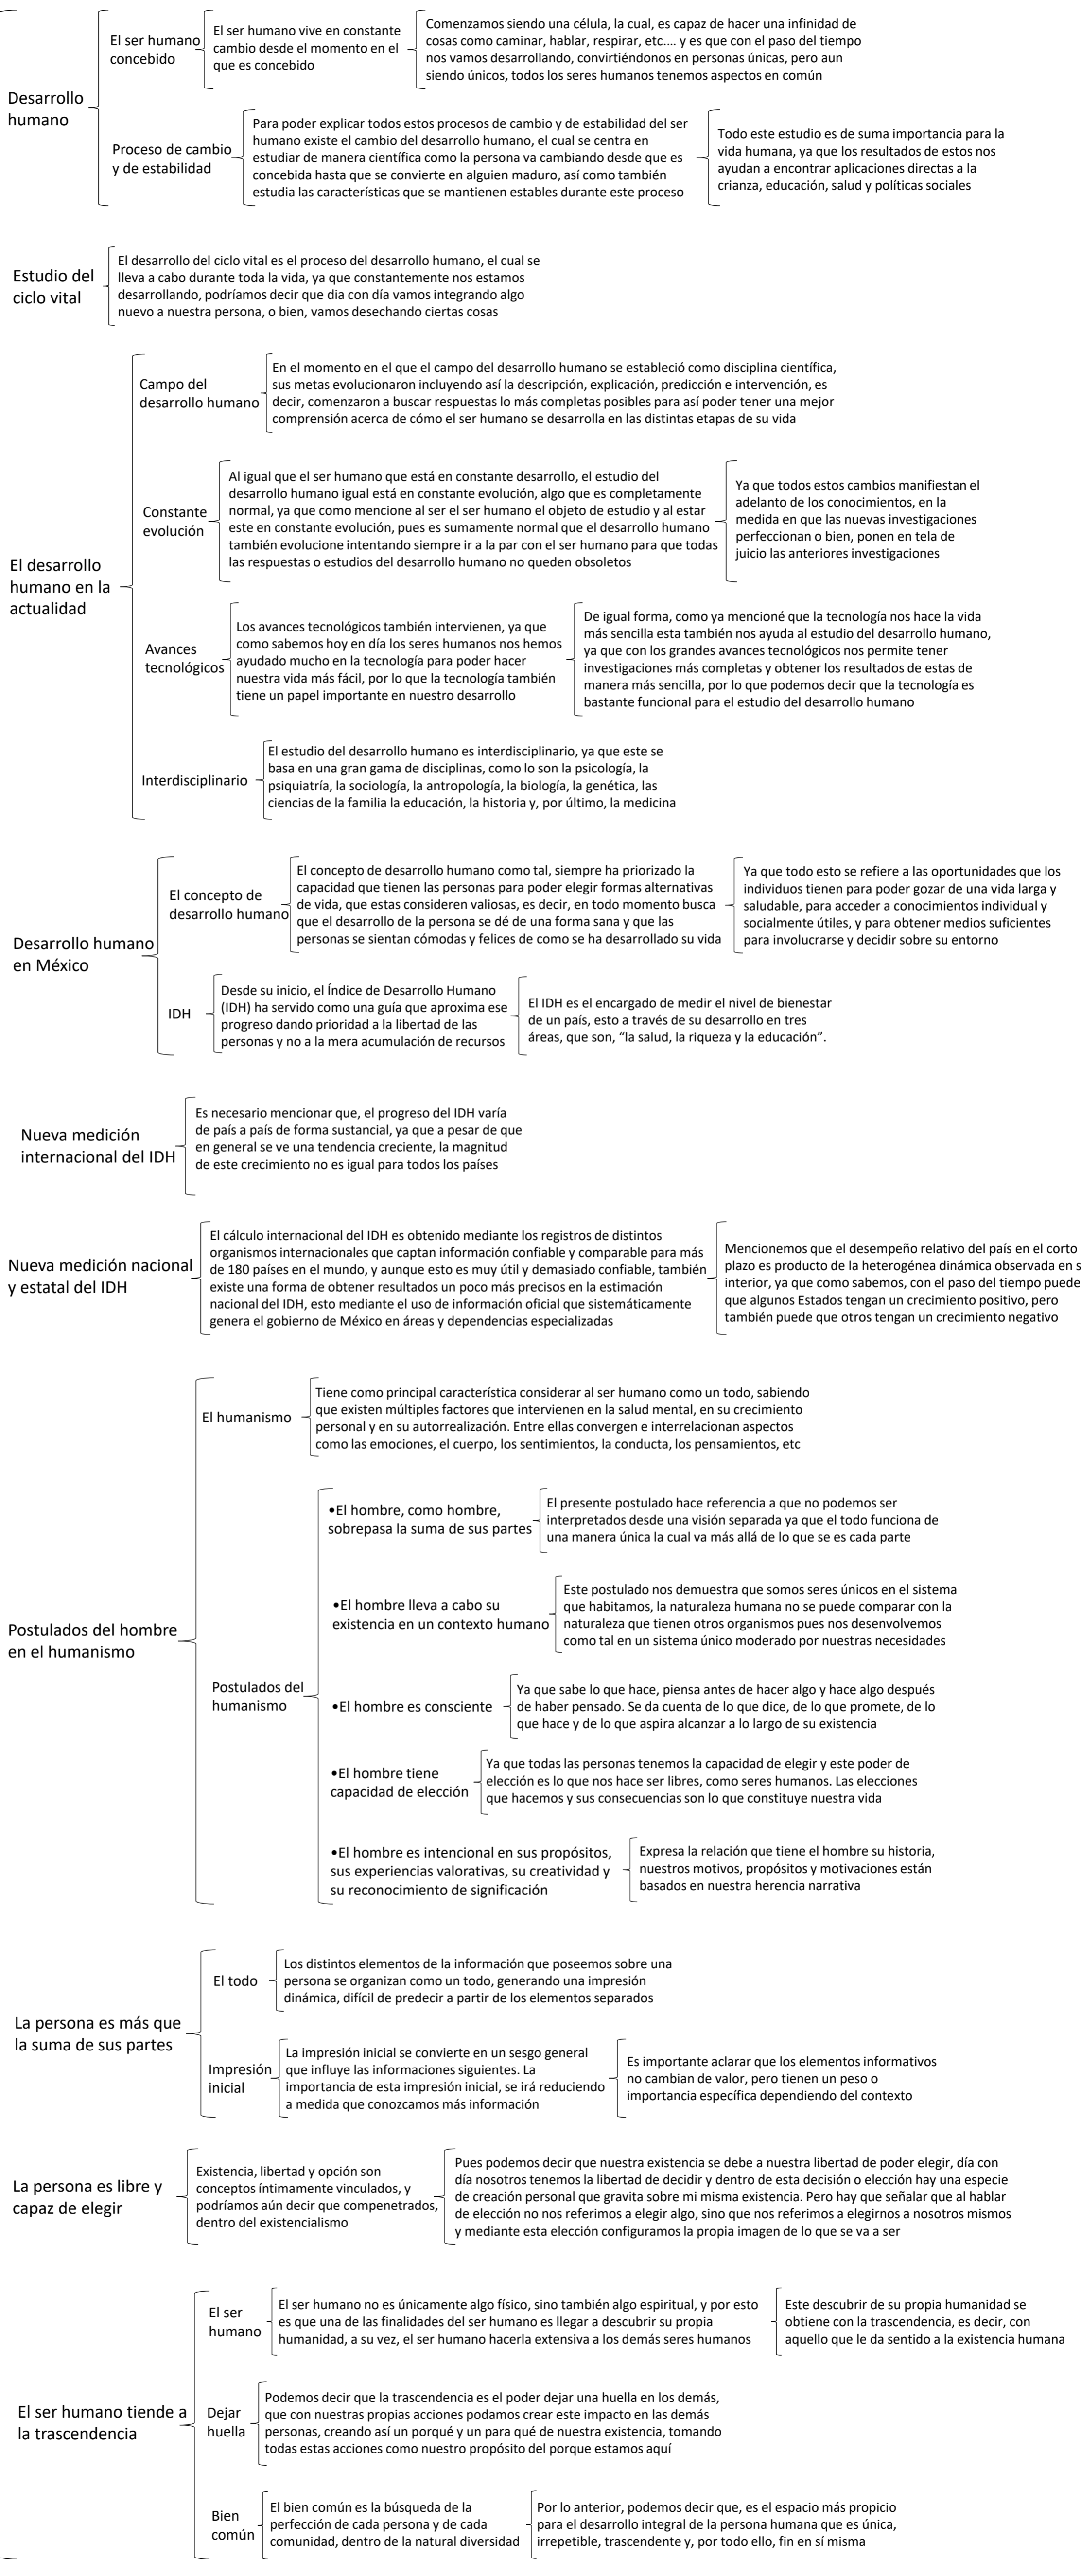 Desarrollo
humano
El ser humano
concebido
El ser humano vive en constante
cambio desde el momento en el
que es concebido
Comenzamos siendo una célula, la cual, es capaz de hacer una infinidad de
cosas como caminar, hablar, respirar, etc.… y es que con el paso del tiempo
nos vamos desarrollando, convirtiéndonos en personas únicas, pero aun
siendo únicos, todos los seres humanos tenemos aspectos en común
Proceso de cambio
y de estabilidad
Para poder explicar todos estos procesos de cambio y de estabilidad del ser
humano existe el cambio del desarrollo humano, el cual se centra en
estudiar de manera científica como la persona va cambiando desde que es
concebida hasta que se convierte en alguien maduro, así como también
estudia las características que se mantienen estables durante este proceso
Todo este estudio es de suma importancia para la
vida humana, ya que los resultados de estos nos
ayudan a encontrar aplicaciones directas a la
crianza, educación, salud y políticas sociales
Estudio del
ciclo vital
El desarrollo del ciclo vital es el proceso del desarrollo humano, el cual se
lleva a cabo durante toda la vida, ya que constantemente nos estamos
desarrollando, podríamos decir que dia con día vamos integrando algo
nuevo a nuestra persona, o bien, vamos desechando ciertas cosas
El desarrollo
humano en la
actualidad
Campo del
desarrollo humano
En el momento en el que el campo del desarrollo humano se estableció como disciplina científica,
sus metas evolucionaron incluyendo así la descripción, explicación, predicción e intervención, es
decir, comenzaron a buscar respuestas lo más completas posibles para así poder tener una mejor
comprensión acerca de cómo el ser humano se desarrolla en las distintas etapas de su vida
Constante
evolución
Al igual que el ser humano que está en constante desarrollo, el estudio del
desarrollo humano igual está en constante evolución, algo que es completamente
normal, ya que como mencione al ser el ser humano el objeto de estudio y al estar
este en constante evolución, pues es sumamente normal que el desarrollo humano
también evolucione intentando siempre ir a la par con el ser humano para que todas
las respuestas o estudios del desarrollo humano no queden obsoletos
Ya que todos estos cambios manifiestan el
adelanto de los conocimientos, en la
medida en que las nuevas investigaciones
perfeccionan o bien, ponen en tela de
juicio las anteriores investigaciones
Avances
tecnológicos
Los avances tecnológicos también intervienen, ya que
como sabemos hoy en día los seres humanos nos hemos
ayudado mucho en la tecnología para poder hacer
nuestra vida más fácil, por lo que la tecnología también
tiene un papel importante en nuestro desarrollo
De igual forma, como ya mencioné que la tecnología nos hace la vida
más sencilla esta también nos ayuda al estudio del desarrollo humano,
ya que con los grandes avances tecnológicos nos permite tener
investigaciones más completas y obtener los resultados de estas de
manera más sencilla, por lo que podemos decir que la tecnología es
bastante funcional para el estudio del desarrollo humano
Interdisciplinario
El estudio del desarrollo humano es interdisciplinario, ya que este se
basa en una gran gama de disciplinas, como lo son la psicología, la
psiquiatría, la sociología, la antropología, la biología, la genética, las
ciencias de la familia la educación, la historia y, por último, la medicina
Desarrollo humano
en México
El concepto de
desarrollo humano
El concepto de desarrollo humano como tal, siempre ha priorizado la
capacidad que tienen las personas para poder elegir formas alternativas
de vida, que estas consideren valiosas, es decir, en todo momento busca
que el desarrollo de la persona se dé de una forma sana y que las
personas se sientan cómodas y felices de como se ha desarrollado su vida
Ya que todo esto se refiere a las oportunidades que los
individuos tienen para poder gozar de una vida larga y
saludable, para acceder a conocimientos individual y
socialmente útiles, y para obtener medios suficientes
para involucrarse y decidir sobre su entorno
IDH
Desde su inicio, el Índice de Desarrollo Humano
(IDH) ha servido como una guía que aproxima ese
progreso dando prioridad a la libertad de las
personas y no a la mera acumulación de recursos
El IDH es el encargado de medir el nivel de bienestar
de un país, esto a través de su desarrollo en tres
áreas, que son, “la salud, la riqueza y la educación”.
Nueva medición
internacional del IDH
Es necesario mencionar que, el progreso del IDH varía
de país a país de forma sustancial, ya que a pesar de que
en general se ve una tendencia creciente, la magnitud
de este crecimiento no es igual para todos los países
Nueva medición nacional
y estatal del IDH
El cálculo internacional del IDH es obtenido mediante los registros de distintos
organismos internacionales que captan información confiable y comparable para más
de 180 países en el mundo, y aunque esto es muy útil y demasiado confiable, también
existe una forma de obtener resultados un poco más precisos en la estimación
nacional del IDH, esto mediante el uso de información oficial que sistemáticamente
genera el gobierno de México en áreas y dependencias especializadas
Mencionemos que el desempeño relativo del país en el corto
plazo es producto de la heterogénea dinámica observada en s
interior, ya que como sabemos, con el paso del tiempo puede
que algunos Estados tengan un crecimiento positivo, pero
también puede que otros tengan un crecimiento negativo
Postulados del hombre
en el humanismo
El humanismo
Tiene como principal característica considerar al ser humano como un todo, sabiendo
que existen múltiples factores que intervienen en la salud mental, en su crecimiento
personal y en su autorrealización. Entre ellas convergen e interrelacionan aspectos
como las emociones, el cuerpo, los sentimientos, la conducta, los pensamientos, etc
Postulados del
humanismo
•El hombre, como hombre,
sobrepasa la suma de sus partes
El presente postulado hace referencia a que no podemos ser
interpretados desde una visión separada ya que el todo funciona de
una manera única la cual va más allá de lo que se es cada parte
•El hombre lleva a cabo su
existencia en un contexto humano
Este postulado nos demuestra que somos seres únicos en el sistema
que habitamos, la naturaleza humana no se puede comparar con la
naturaleza que tienen otros organismos pues nos desenvolvemos
como tal en un sistema único moderado por nuestras necesidades
•El hombre es consciente
Ya que sabe lo que hace, piensa antes de hacer algo y hace algo después
de haber pensado. Se da cuenta de lo que dice, de lo que promete, de lo
que hace y de lo que aspira alcanzar a lo largo de su existencia
•El hombre tiene
capacidad de elección
Ya que todas las personas tenemos la capacidad de elegir y este poder de
elección es lo que nos hace ser libres, como seres humanos. Las elecciones
que hacemos y sus consecuencias son lo que constituye nuestra vida
•El hombre es intencional en sus propósitos,
sus experiencias valorativas, su creatividad y
su reconocimiento de significación
Expresa la relación que tiene el hombre su historia,
nuestros motivos, propósitos y motivaciones están
basados en nuestra herencia narrativa
La persona es más que
la suma de sus partes
El todo
Los distintos elementos de la información que poseemos sobre una
persona se organizan como un todo, generando una impresión
dinámica, difícil de predecir a partir de los elementos separados
Impresión
inicial
La impresión inicial se convierte en un sesgo general
que influye las informaciones siguientes. La
importancia de esta impresión inicial, se irá reduciendo
a medida que conozcamos más información
Es importante aclarar que los elementos informativos
no cambian de valor, pero tienen un peso o
importancia específica dependiendo del contexto
La persona es libre y
capaz de elegir
Existencia, libertad y opción son
conceptos íntimamente vinculados, y
podríamos aún decir que compenetrados,
dentro del existencialismo
Pues podemos decir que nuestra existencia se debe a nuestra libertad de poder elegir, día con
día nosotros tenemos la libertad de decidir y dentro de esta decisión o elección hay una especie
de creación personal que gravita sobre mi misma existencia. Pero hay que señalar que al hablar
de elección no nos referimos a elegir algo, sino que nos referimos a elegirnos a nosotros mismos
y mediante esta elección configuramos la propia imagen de lo que se va a ser
El ser humano tiende a
la trascendencia
El ser
humano
El ser humano no es únicamente algo físico, sino también algo espiritual, y por esto
es que una de las finalidades del ser humano es llegar a descubrir su propia
humanidad, a su vez, el ser humano hacerla extensiva a los demás seres humanos
Este descubrir de su propia humanidad se
obtiene con la trascendencia, es decir, con
aquello que le da sentido a la existencia humana
Dejar
huella
Podemos decir que la trascendencia es el poder dejar una huella en los demás,
que con nuestras propias acciones podamos crear este impacto en las demás
personas, creando así un porqué y un para qué de nuestra existencia, tomando
todas estas acciones como nuestro propósito del porque estamos aquí
Bien
común
El bien común es la búsqueda de la
perfección de cada persona y de cada
comunidad, dentro de la natural diversidad
Por lo anterior, podemos decir que, es el espacio más propicio
para el desarrollo integral de la persona humana que es única,
irrepetible, trascendente y, por todo ello, fin en sí misma